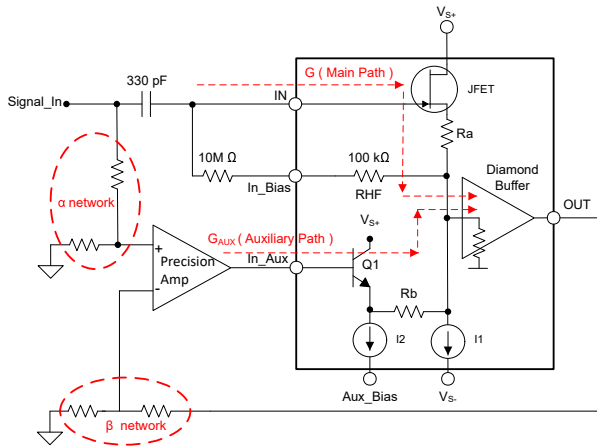 V_S+
330 pF
G ( Main Path )
Signal_In
IN
JFET
Ra
10M Ω
100 kΩ
Diamond
Buffer
In_Bias
RHF
OUT
α network
V_S+
G_AUX ( Auxiliary Path )
+
Precision
Amp
-
In_Aux
Q1
Rb
I2
I1
Aux_Bias
V_S-
β network